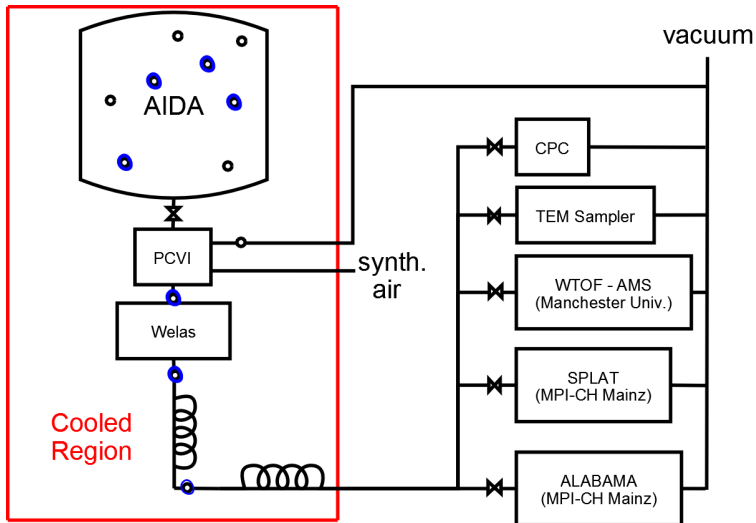 vacuum
AIDA
CPC
TEM Sampler
PCVI
synth.
air
WTOF - AMS
(Manchester Univ.)
Welas
SPLAT
(MPI-CH Mainz)
Cooled
Region
ALABAMA
(MPI-CH Mainz)